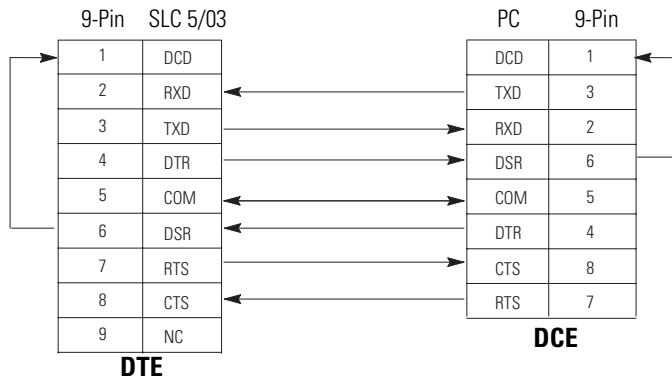 9-Pin SLC 5/03 PC 9-Pin
1 DCD DCD 1
2 RXD TXD 3
3 TXD RXD 2
4 DTR DSR 6
5 COM COM 5
6 DSR DTR 4
7 RTS CTS 8
8 CTS RTS 7
9 NC
DCE
DTE